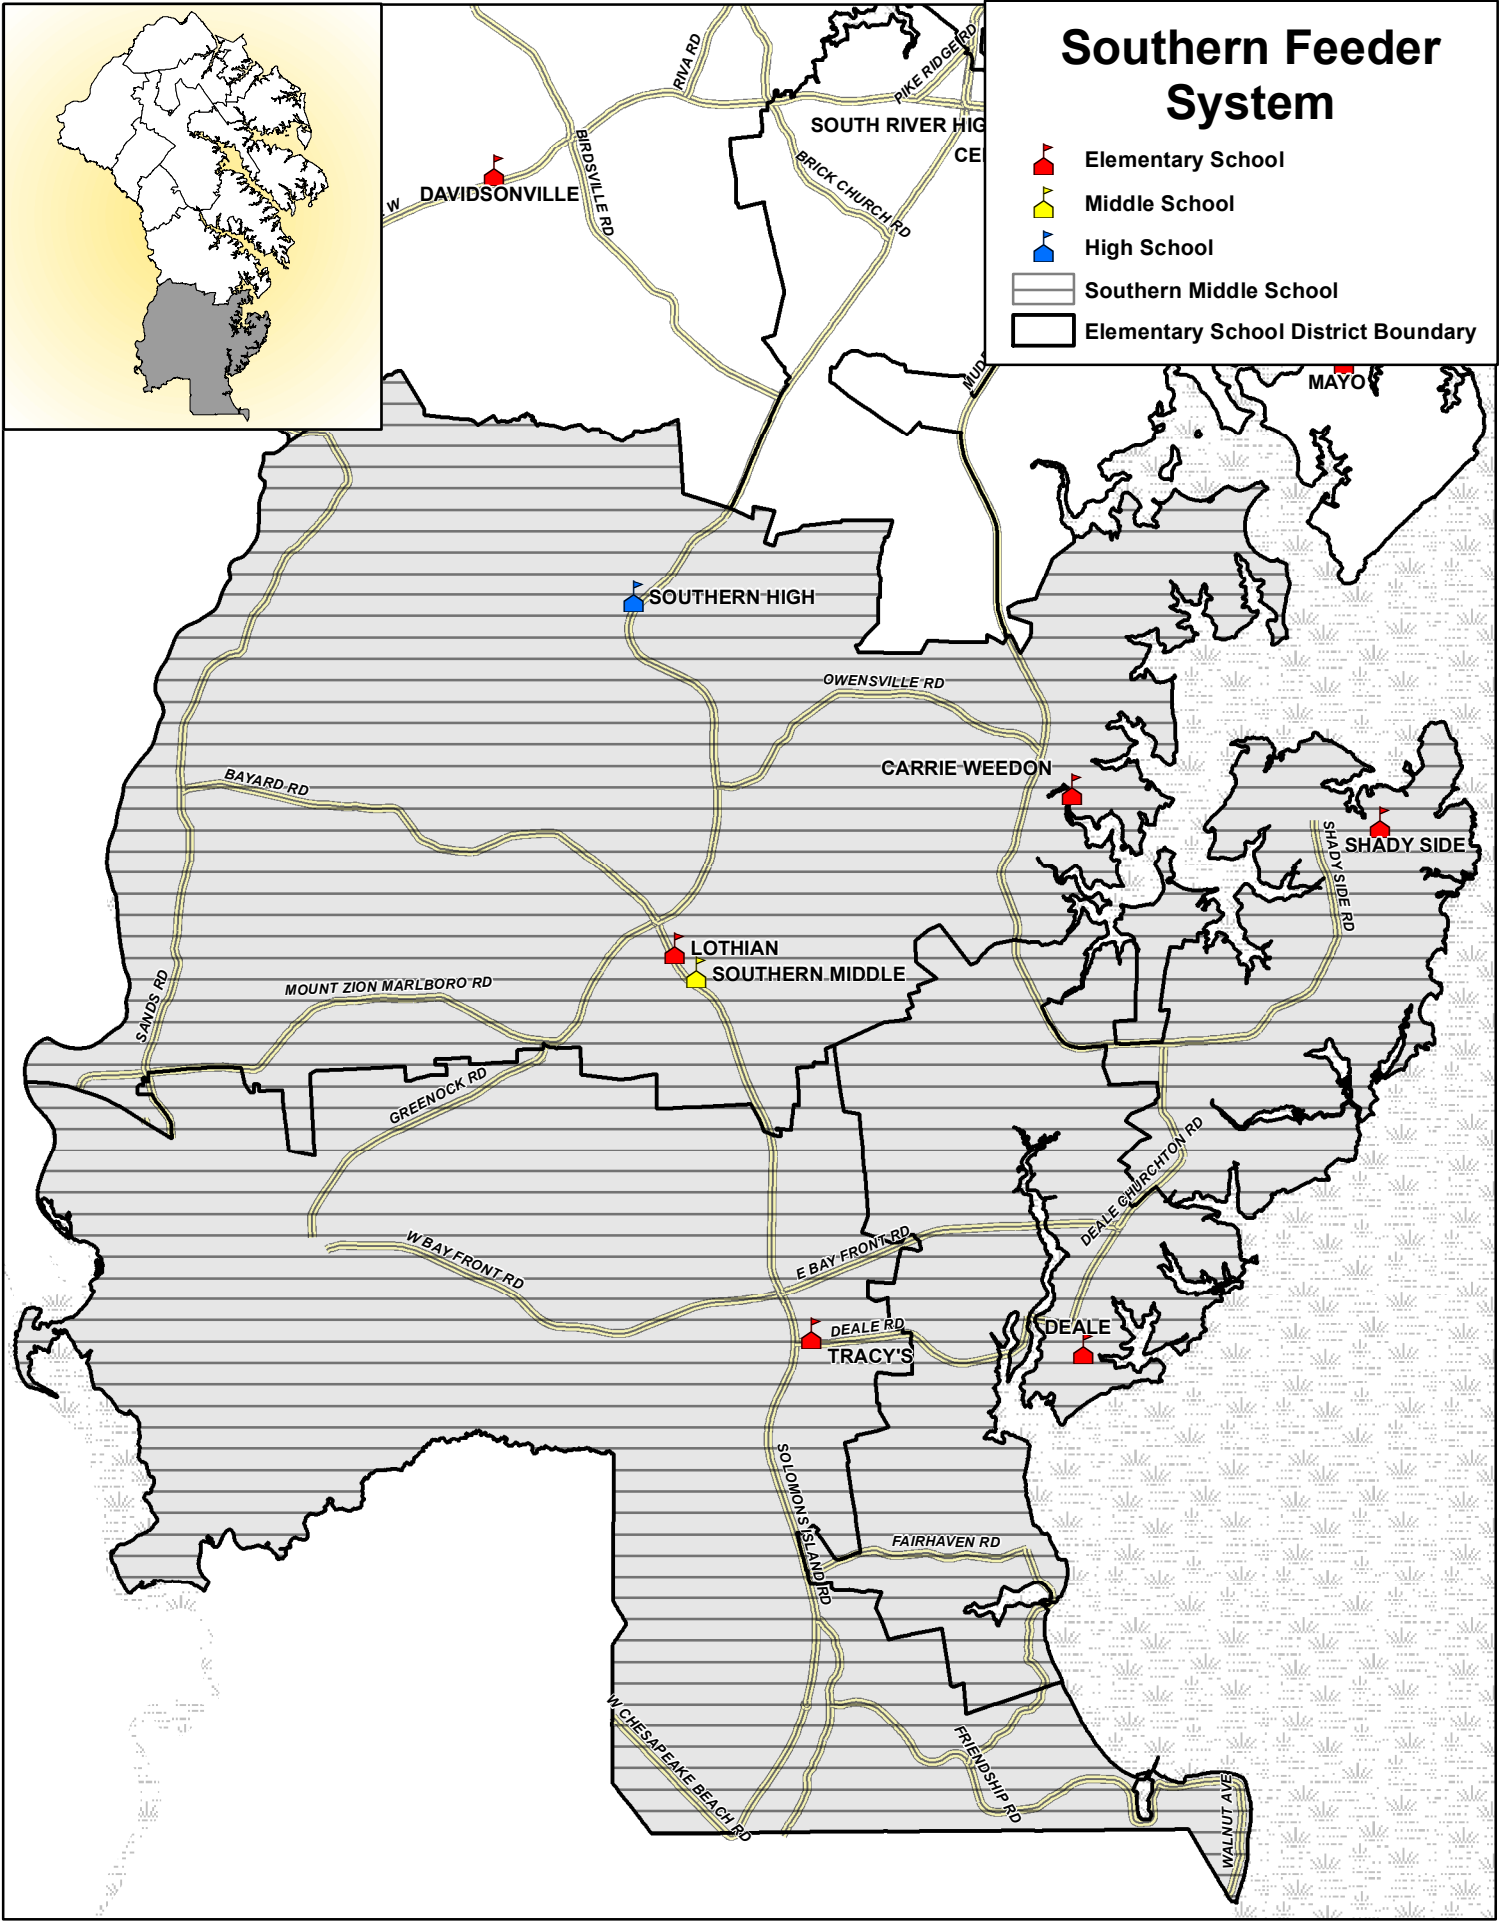 Southern Feeder
System
Elementary School
Middle School
High School
Southern Middle School
Elementary School District Boundary
RIVA RD
PIKE RIDGE RD
SOUTH RIVER HIG
CE
BIRDSVILLE RD
BRICK CHURCH RD
DAVIDSONVILLE
W
MUD
MAYO
SOUTHERN HIGH
OWENSVILLE RD
CARRIE WEEDON
BAYARD RD
SHADY SIDE
SHADY SIDE RD
LOTHIAN
SOUTHERN MIDDLE
SANDS RD
MOUNT ZION MARLBORO RD
GREENOCK RD
DEALE CHURCHTON RD
W BAY FRONT RD
E BAY FRONT RD
DEALE RD
DEALE
TRACY'S
SOLOMONS ISLAND RD
FAIRHAVEN RD
W CHESAPEAKE BEACH RD
FRIENDSHIP RD
WALNUT AVE